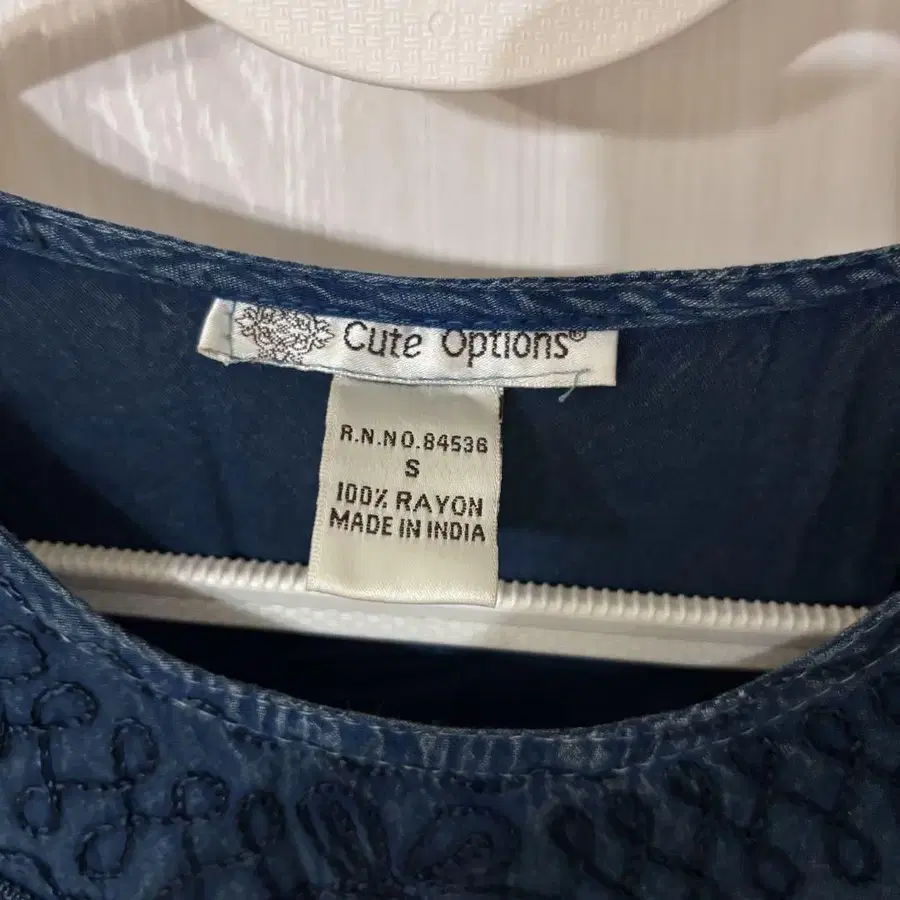 Cute Options®
R.N.NO.84536
S
100% RAYON
MADE IN INDIA